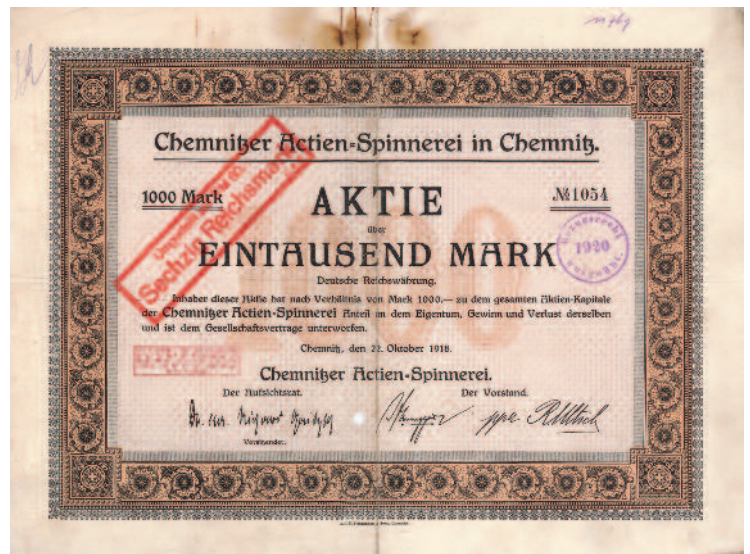 Chemnitzer Actien-Spinnerei in Chemnitz.
1000 Mark
AKTIE
№1054
über
EINTAUSEND MARK
Deutsche Reichswährung.
Sechzig Reichsmark
Bezugsrecht
1920
Inhaber dieser Aktie hat nach Verhältnis von Mark 1000.— zu dem gesamten Aktien-Kapitale
der Chemnitzer Actien-Spinnerei Anteil an dem Eigentum, Gewinn und Verlust derselben
und ist dem Gesellschaftsvertrage unterworfen.
Chemnitz, den 22. Oktober 1918.
Chemnitzer Actien-Spinnerei.
Der Aufsichtsrat.
Der Vorstand.
Vorsitzender.